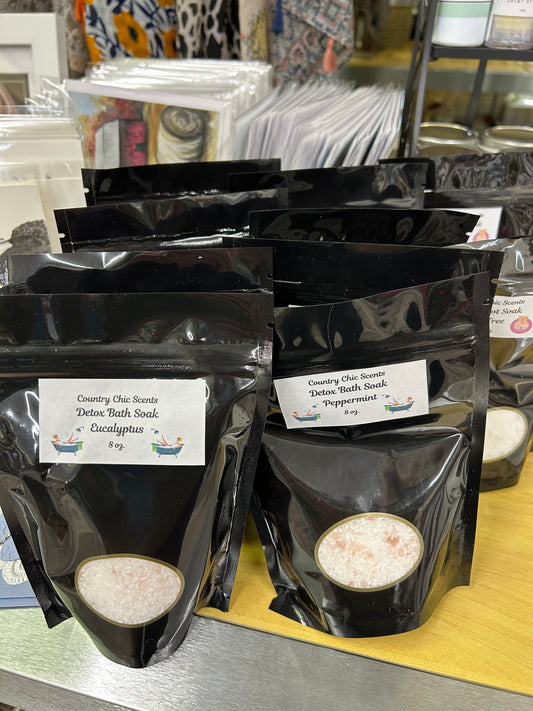 Country Chic Scents
Detox Bath Soak
Eucalyptus
8 oz.
Country Chic Scents
Detox Bath Soak
Peppermint
8 oz.
Chic Scents
Soak
Tree